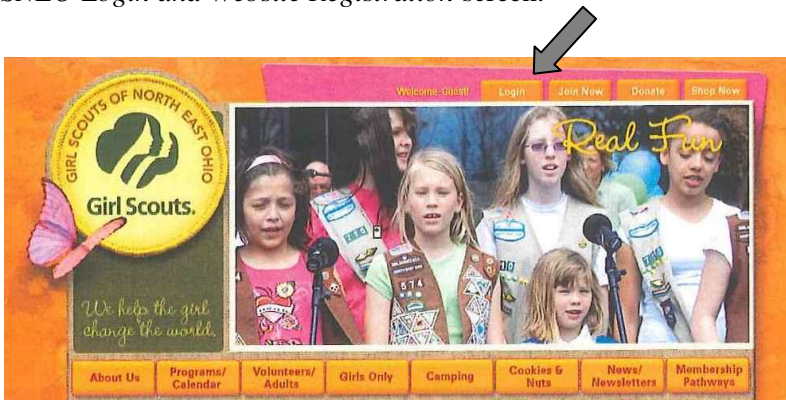 Login and Website Registration screen.
Welcome Guest! Login Join Now Donate Shop Now
GIRL SCOUTS OF NORTH EAST OHIO
Girl Scouts.
Real Fun
574
We help the girl
change the world.
About Us
Programs/
Calendar
Volunteers/
Adults
Girls Only
Camping
Cookies &
Nuts
News/
Newsletters
Membership
Pathways